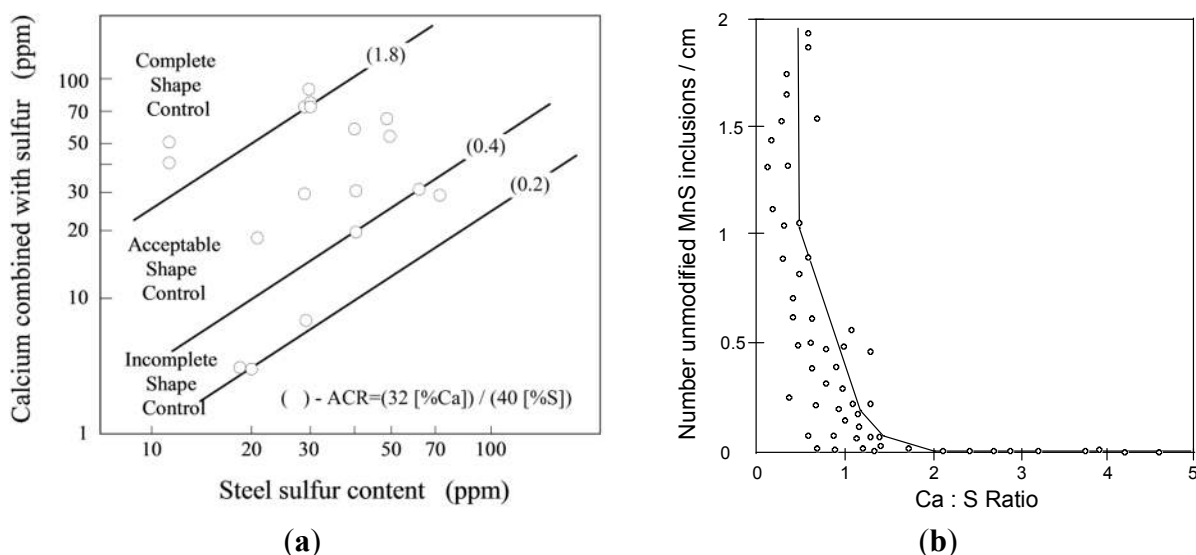 Calcium combined with sulfur (ppm)
100
70
50
30
20
10
1
Complete
Shape
Control
(1.8)
(0.4)
(0.2)
Acceptable
Shape
Control
Incomplete
Shape
Control
( ) - ACR=(32 [%Ca]) / (40 [%S])
10 20 30 50 70 100
Steel sulfur content (ppm)
(a)
Number unmodified MnS inclusions / cm
2
1.5
1
0.5
0
0 1 2 3 4 5
Ca : S Ratio
(b)